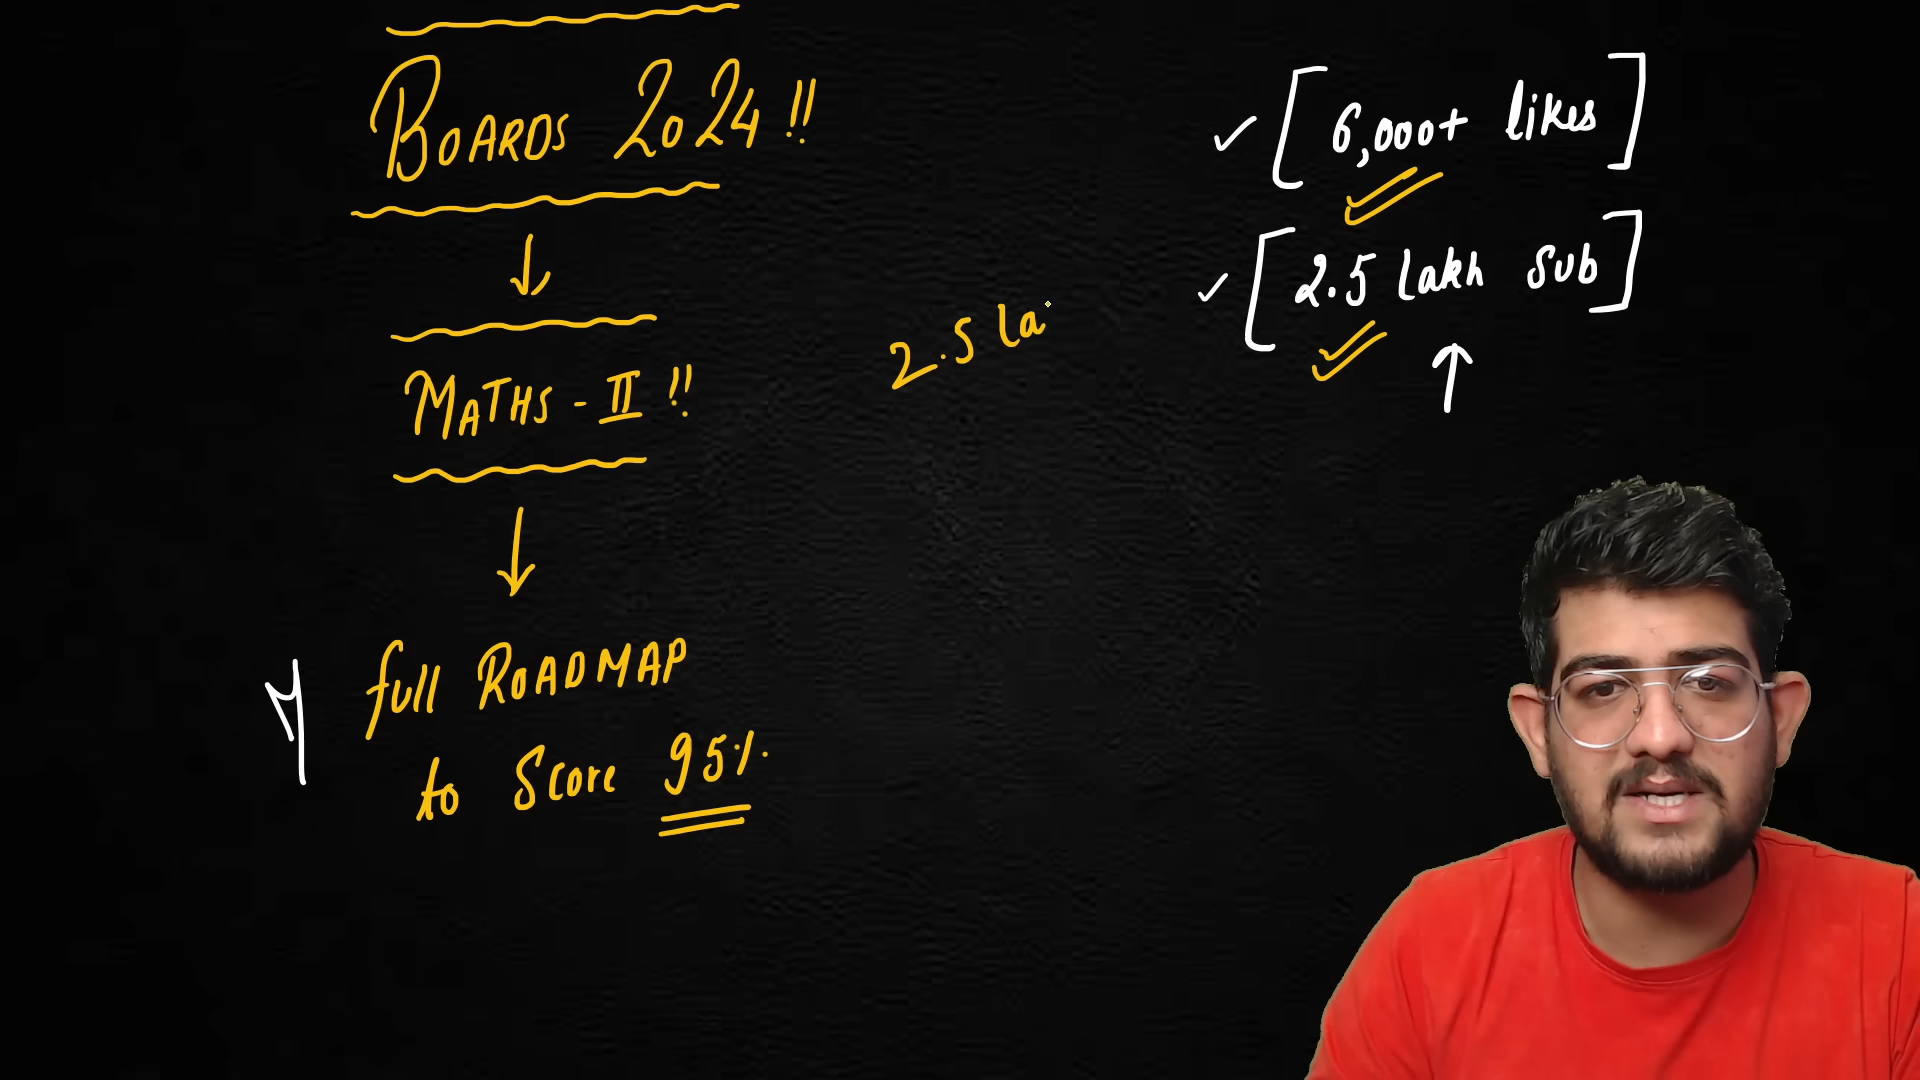 BOARDS 2024 !!
MATHS - II !!
full ROADMAP
to Score 95%
2.5 la
[ 6,000+ likes ]
[ 2.5 lakh sub ]